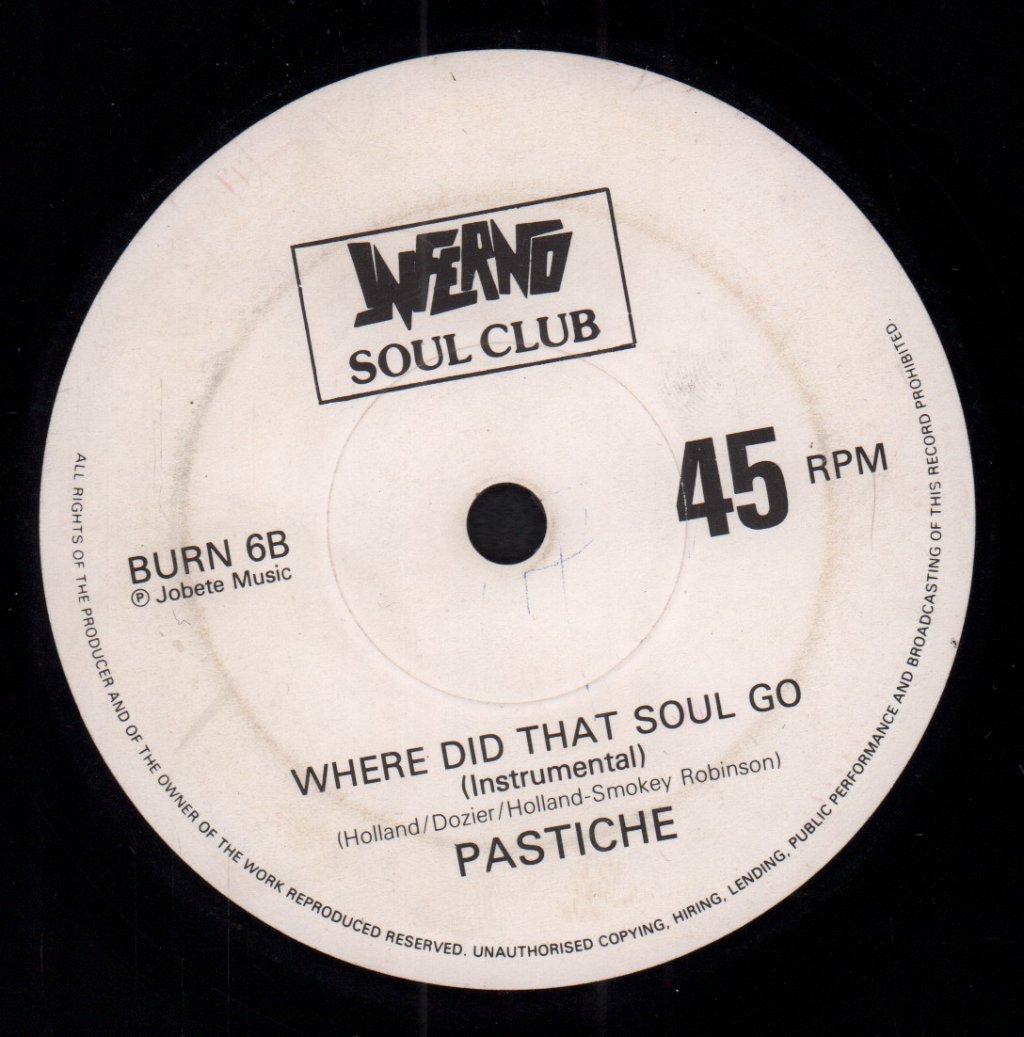 INFERNO
SOUL CLUB
45 RPM
BURN 6B
℗ Jobete Music
WHERE DID THAT SOUL GO
(Instrumental)
(Holland/Dozier/Holland-Smokey Robinson)
PASTICHE
ALL RIGHTS OF THE PRODUCER AND OF THE OWNER OF THE WORK REPRODUCED RESERVED. UNAUTHORISED COPYING, HIRING, LENDING, PUBLIC PERFORMANCE AND BROADCASTING OF THIS RECORD PROHIBITED.